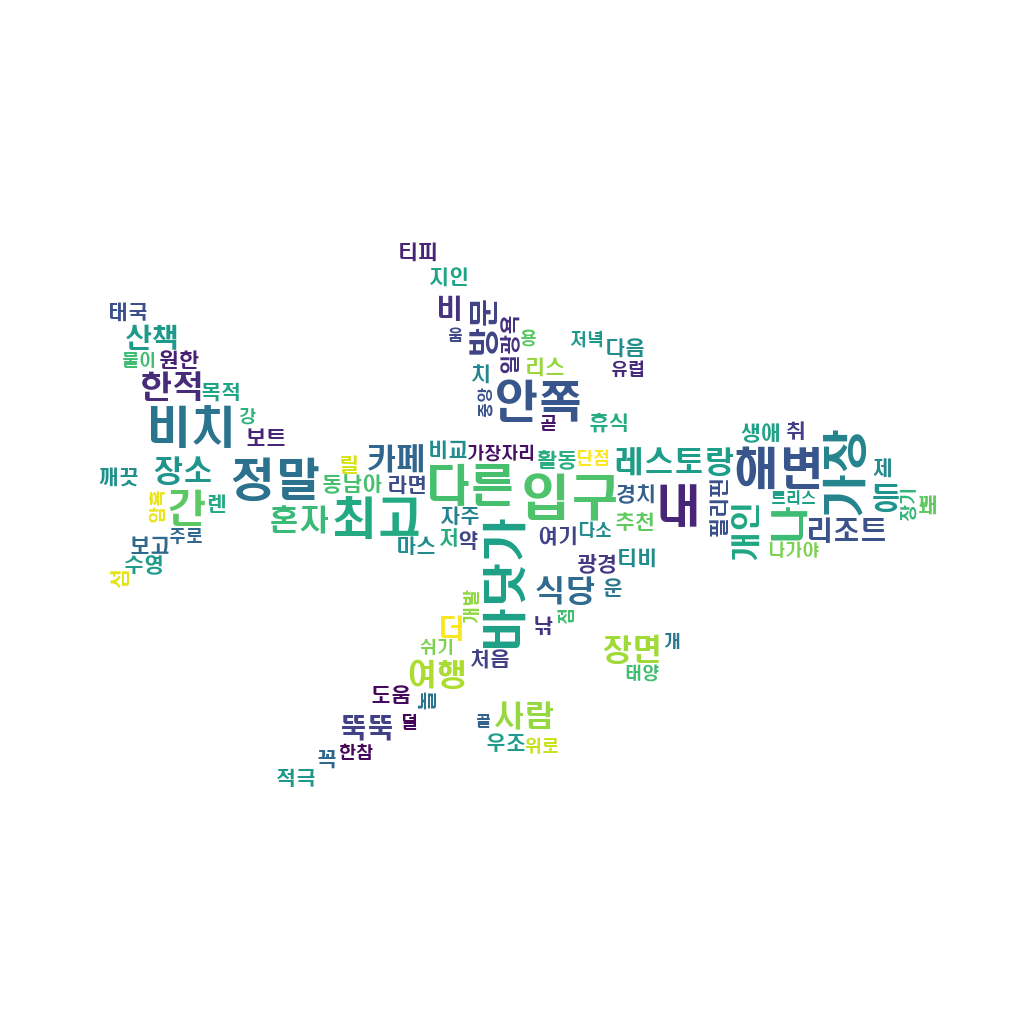 티피
지인
태국
비
방문
일광욕
움
용
산책
저녁
다음
물이
원한
리스
유럽
치
한적
목적
중앙
안쪽
비치
강
곧
휴식
보트
생애
취
카페
비교
가장자리
활동
단점
레스토랑
해변
가장
깨끗
장소
정말
릴
동남아
라면
다른
입구
경치
내
필리핀
트리스
제
등
장기
꽤
암흑
간
렌
혼자
최고
자주
추천
개인
나
리조트
보고
주로
마스
저
약
여기
다소
나가야
섬
수영
바닷가
광경
티비
식당
운
개발
더
낚
점
쉬기
처음
장면
개
여행
태양
도움
늘
뚝뚝
덜
골
사람
꼭
한참
우조
위로
적극